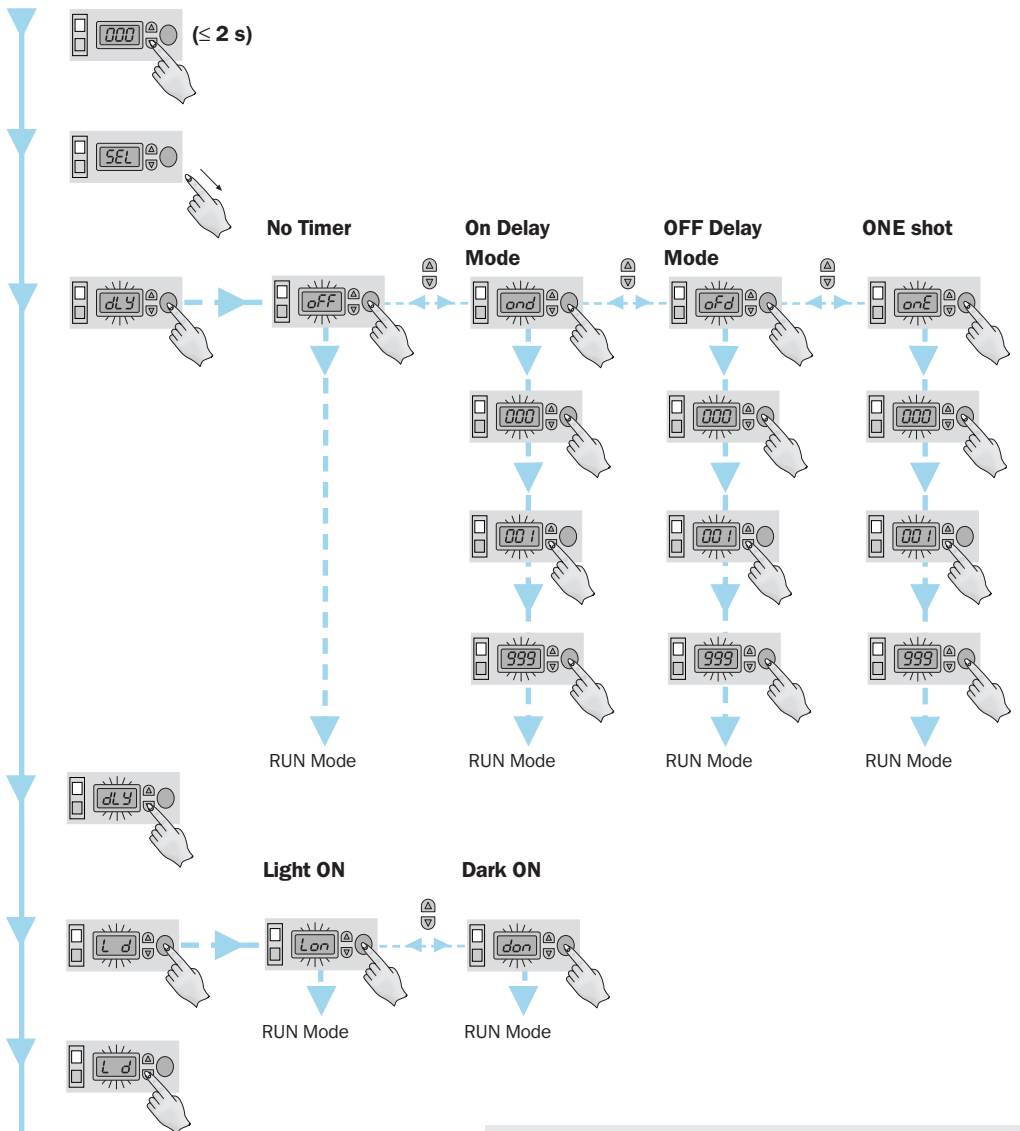 000 (≤ 2 s)
SEL
No Timer On Delay Mode OFF Delay Mode ONE shot
dLY oFF ond oFd onE
000 000 000
001 001 001
999 999 999
RUN Mode RUN Mode RUN Mode RUN Mode
dLY
Light ON Dark ON
L d Lon don
RUN Mode RUN Mode
L d